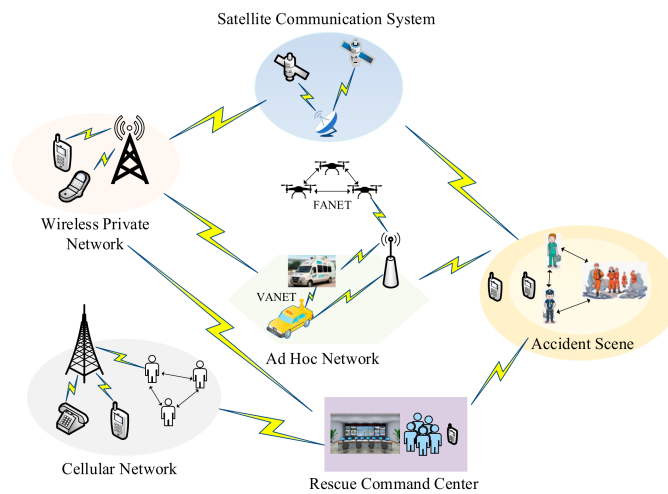 Satellite Communication System
Wireless Private
Network
FANET
VANET
Ad Hoc Network
Accident Scene
Cellular Network
Rescue Command Center